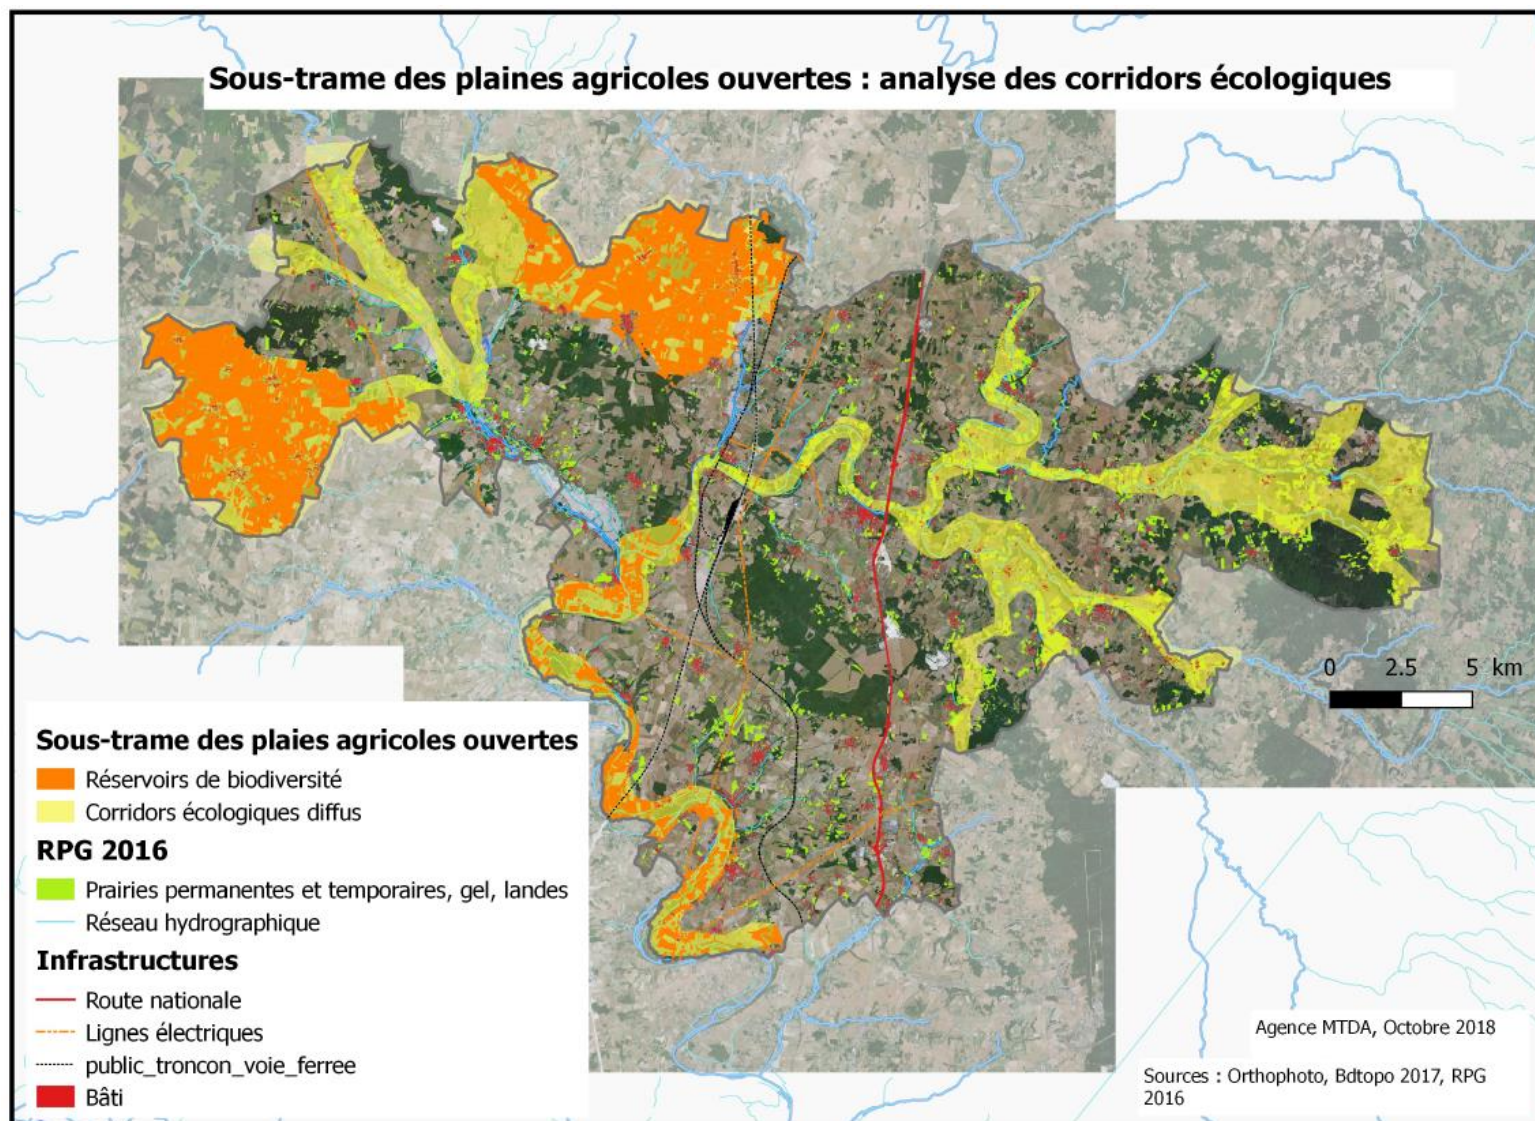 Sous-trame des plaines agricoles ouvertes : analyse des corridors écologiques
0 2.5 5 km
Sous-trame des plaies agricoles ouvertes
Réservoirs de biodiversité
Corridors écologiques diffus
RPG 2016
Prairies permanentes et temporaires, gel, landes
Réseau hydrographique
Infrastructures
Route nationale
Lignes électriques
public_troncon_voie_ferree
Bâti
Agence MTDA, Octobre 2018
Sources : Orthophoto, Bdtopo 2017, RPG
2016